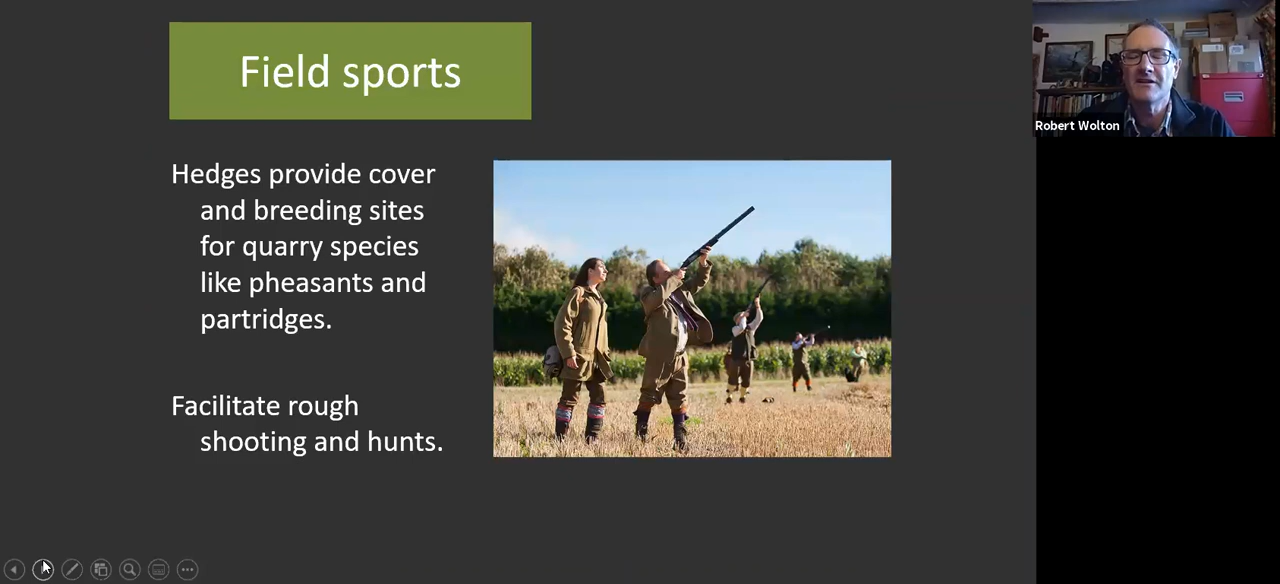 Field sports
Hedges provide cover
and breeding sites
for quarry species
like pheasants and
partridges.
Facilitate rough
shooting and hunts.
Robert Wolton